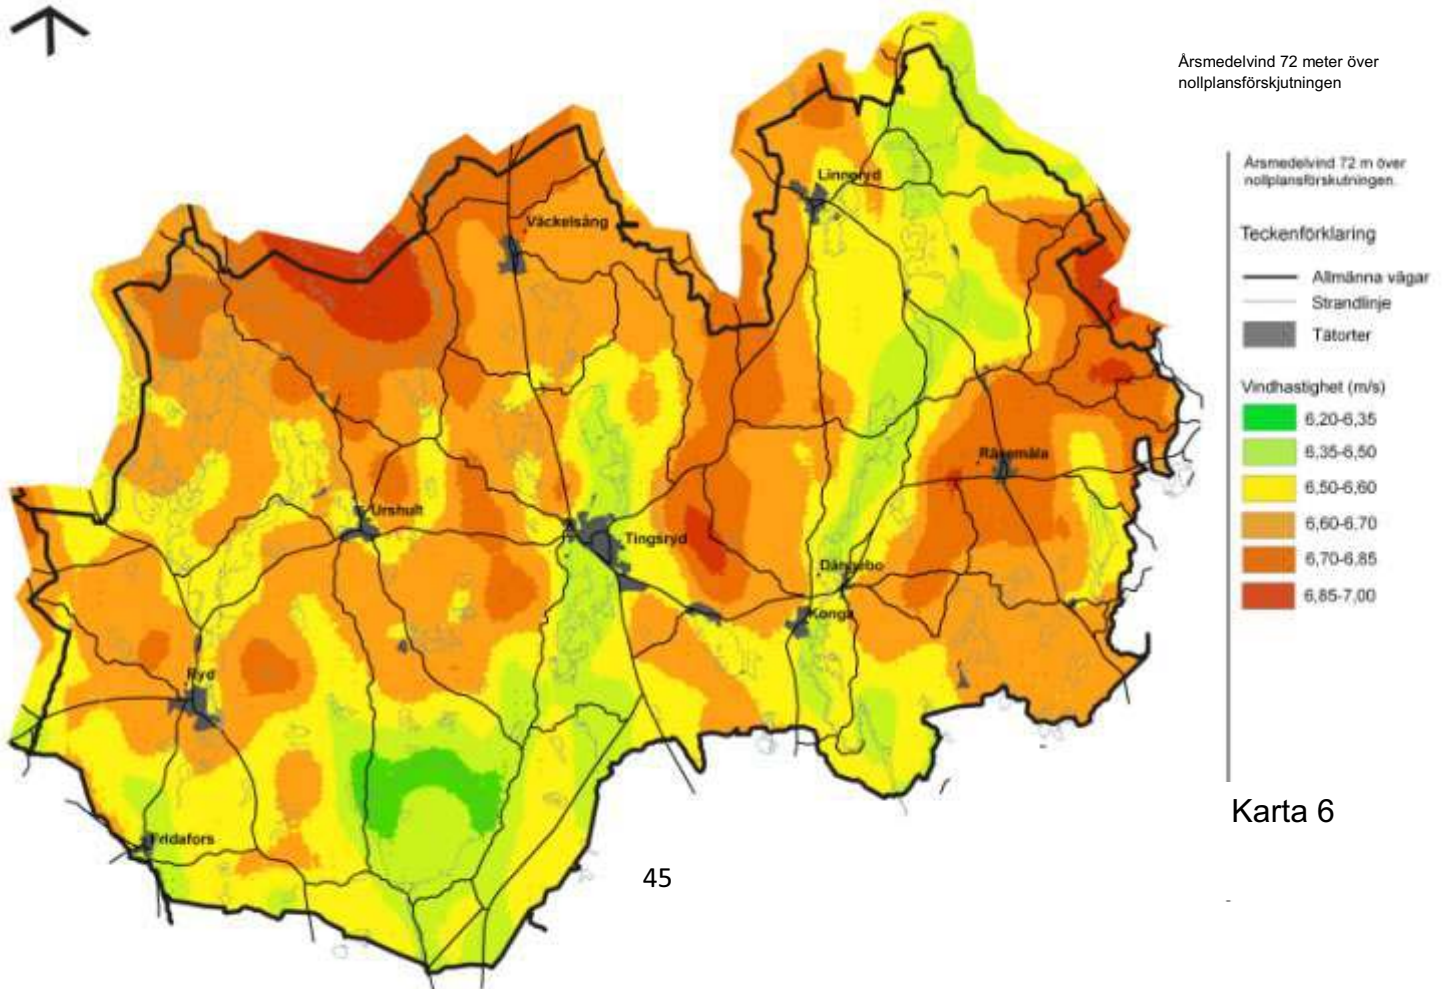 Årsmedelvind 72 meter över
nollplansförskjutningen
Årsmedelvind 72 m över
nollplansförskutningen.
Teckenförklaring
Allmänna vägar
Strandlinje
Tätorter
Vindhastighet (m/s)
6,20-6,35
6,35-6,50
6,50-6,60
6,60-6,70
6,70-6,85
6,85-7,00
Karta 6
Linneryd
Väckelsång
Rävemåla
Urshult
Tingsryd
Dångebo
Konga
Ryd
Fridafors
45